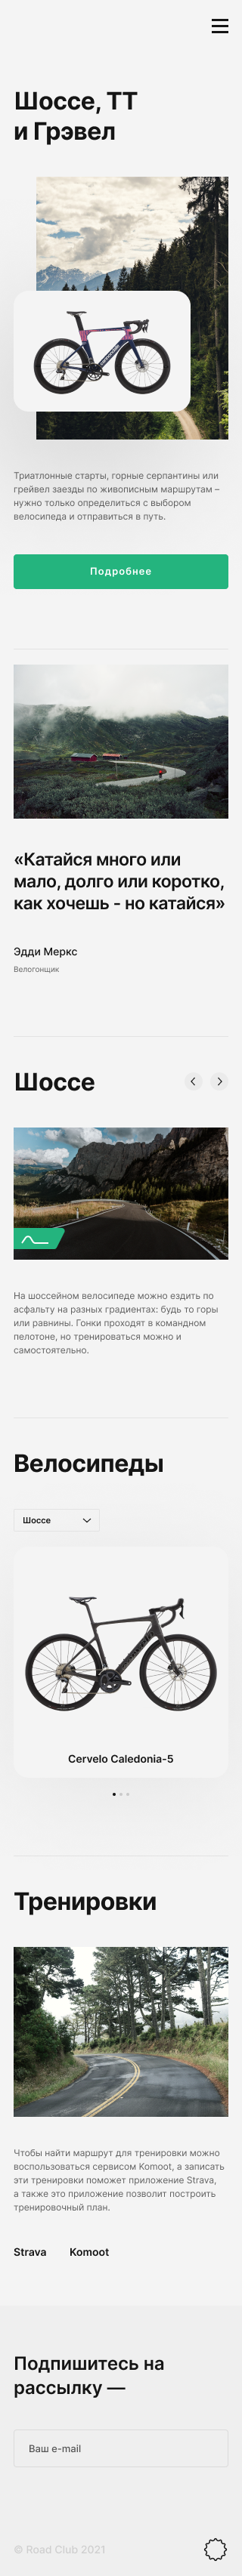 Шоссе, ТТ
и Грэвел
Триатлонные старты, горные серпантины или
грейвел заезды по живописным маршрутам –
нужно только определиться с выбором
велосипеда и отправиться в путь.
Подробнее
«Катайся много или
мало, долго или коротко,
как хочешь - но катайся»
Эдди Меркс
Велогонщик
Шоссе
На шоссейном велосипеде можно ездить по
асфальту на разных градиентах: будь то горы
или равнины. Гонки проходят в командном
пелотоне, но тренироваться можно и
самостоятельно.
Велосипеды
Шоссе
Cervelo Caledonia-5
Тренировки
Чтобы найти маршрут для тренировки можно
воспользоваться сервисом Komoot, а записать
эти тренировки поможет приложение Strava,
а также это приложение позволит построить
тренировочный план.
Strava Komoot
Подпишитесь на
рассылку —
Ваш e-mail
© Road Club 2021